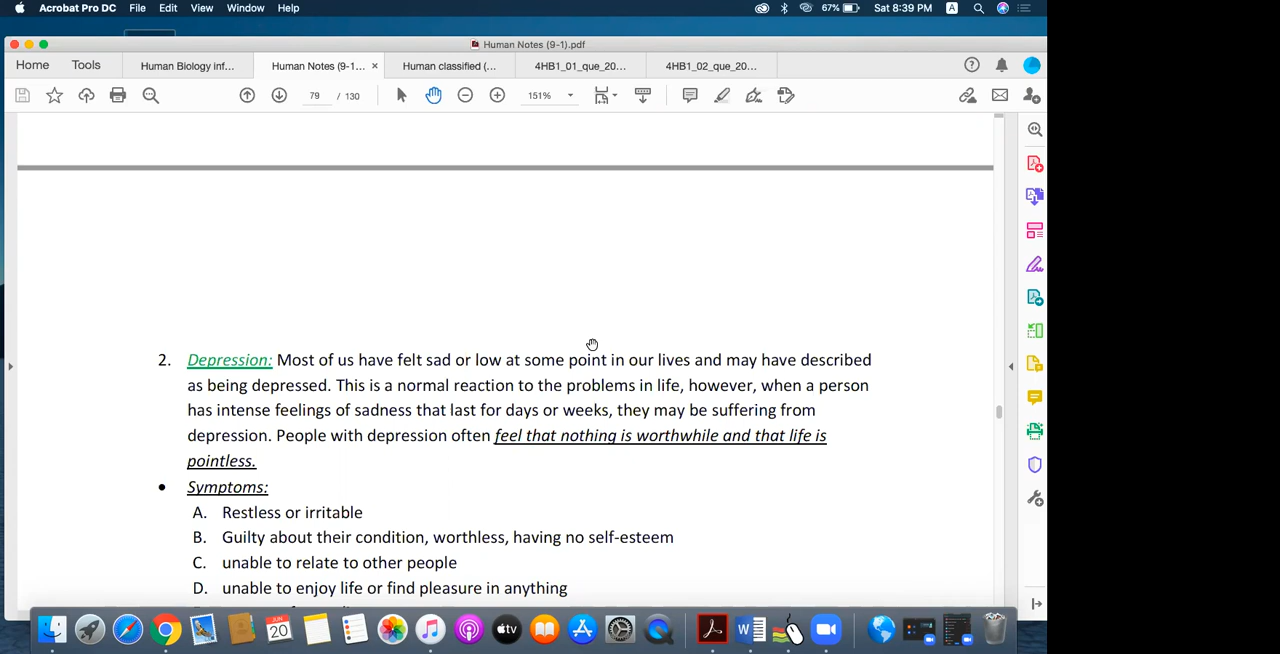 Acrobat Pro DC File Edit View Window Help 67% Sat 8:39 PM A
Human Notes (9-1).pdf
Home Tools Human Biology inf... Human Notes (9-1... × Human classified (... 4HB1_01_que_20... 4HB1_02_que_20...
79 / 130 151%
2. Depression: Most of us have felt sad or low at some point in our lives and may have described
as being depressed. This is a normal reaction to the problems in life, however, when a person
has intense feelings of sadness that last for days or weeks, they may be suffering from
depression. People with depression often feel that nothing is worthwhile and that life is
pointless.
• Symptoms:
A. Restless or irritable
B. Guilty about their condition, worthless, having no self-esteem
C. unable to relate to other people
D. unable to enjoy life or find pleasure in anything
JUN
20
tv